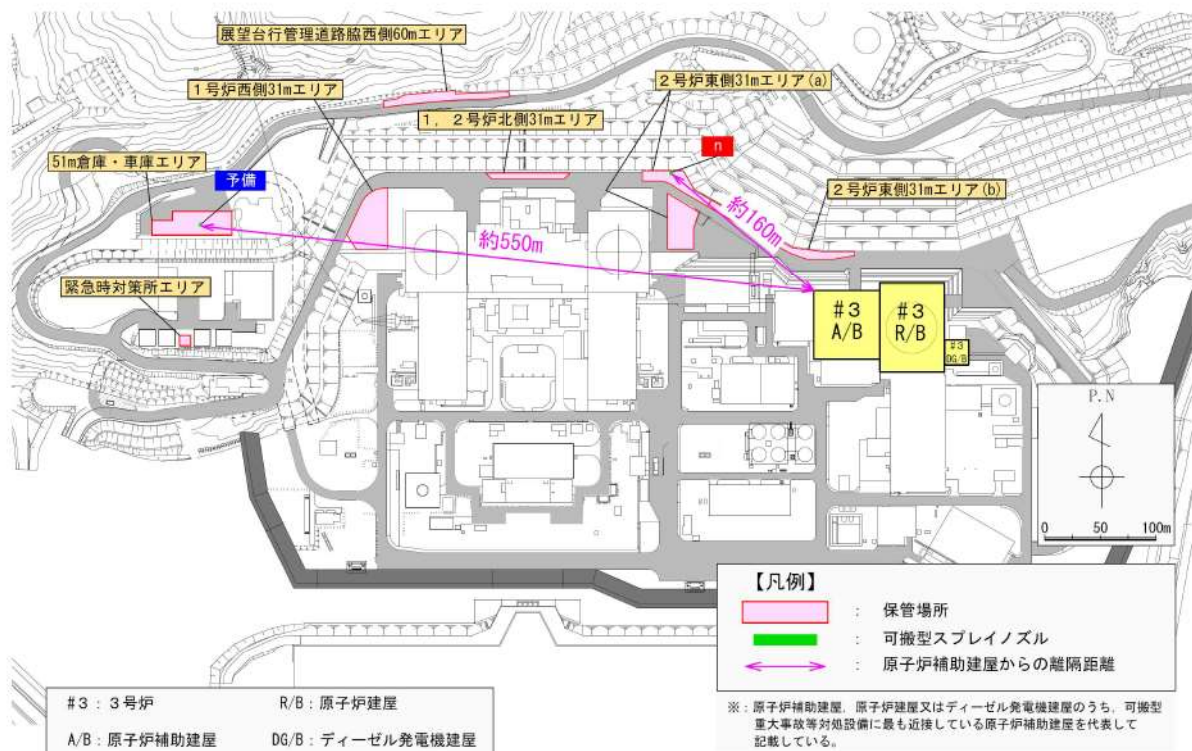 展望台行管理道路脇西側60mエリア
1号炉西側31mエリア
2号炉東側31mエリア(a)
1,2号炉北側31mエリア
51m倉庫・車庫エリア
予備
n
2号炉東側31mエリア(b)
約160m
約550m
緊急時対策所エリア
#3
A/B
#3
R/B
#3
DG/B
P.N
0 50 100m
【凡例】
: 保管場所
: 可搬型スプレイノズル
: 原子炉補助建屋からの離隔距離
#3:3号炉 R/B:原子炉建屋
A/B:原子炉補助建屋 DG/B:ディーゼル発電機建屋
※:原子炉補助建屋,原子炉建屋又はディーゼル発電機建屋のうち,可搬型
重大事故等対処設備に最も近接している原子炉補助建屋を代表して
記載している。